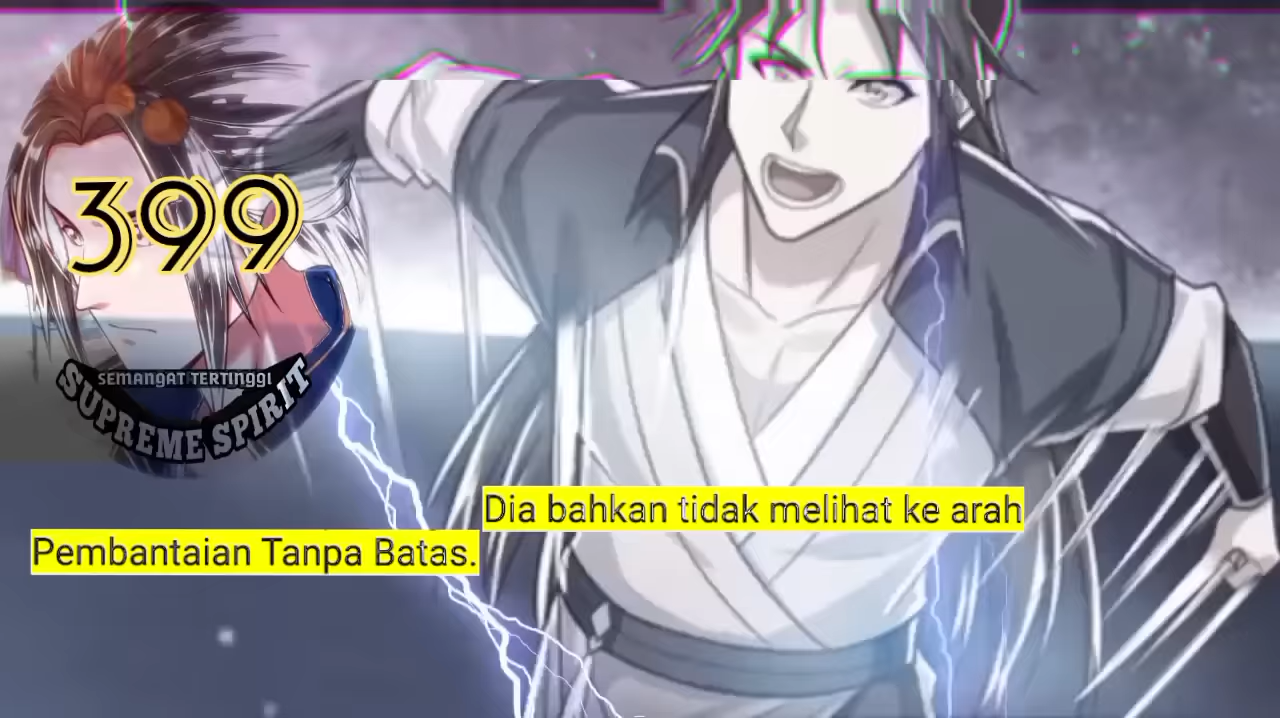 399
SEMANGAT TERTINGGI
SUPREME SPIRIT
Dia bahkan tidak melihat ke arah
Pembantaian Tanpa Batas.